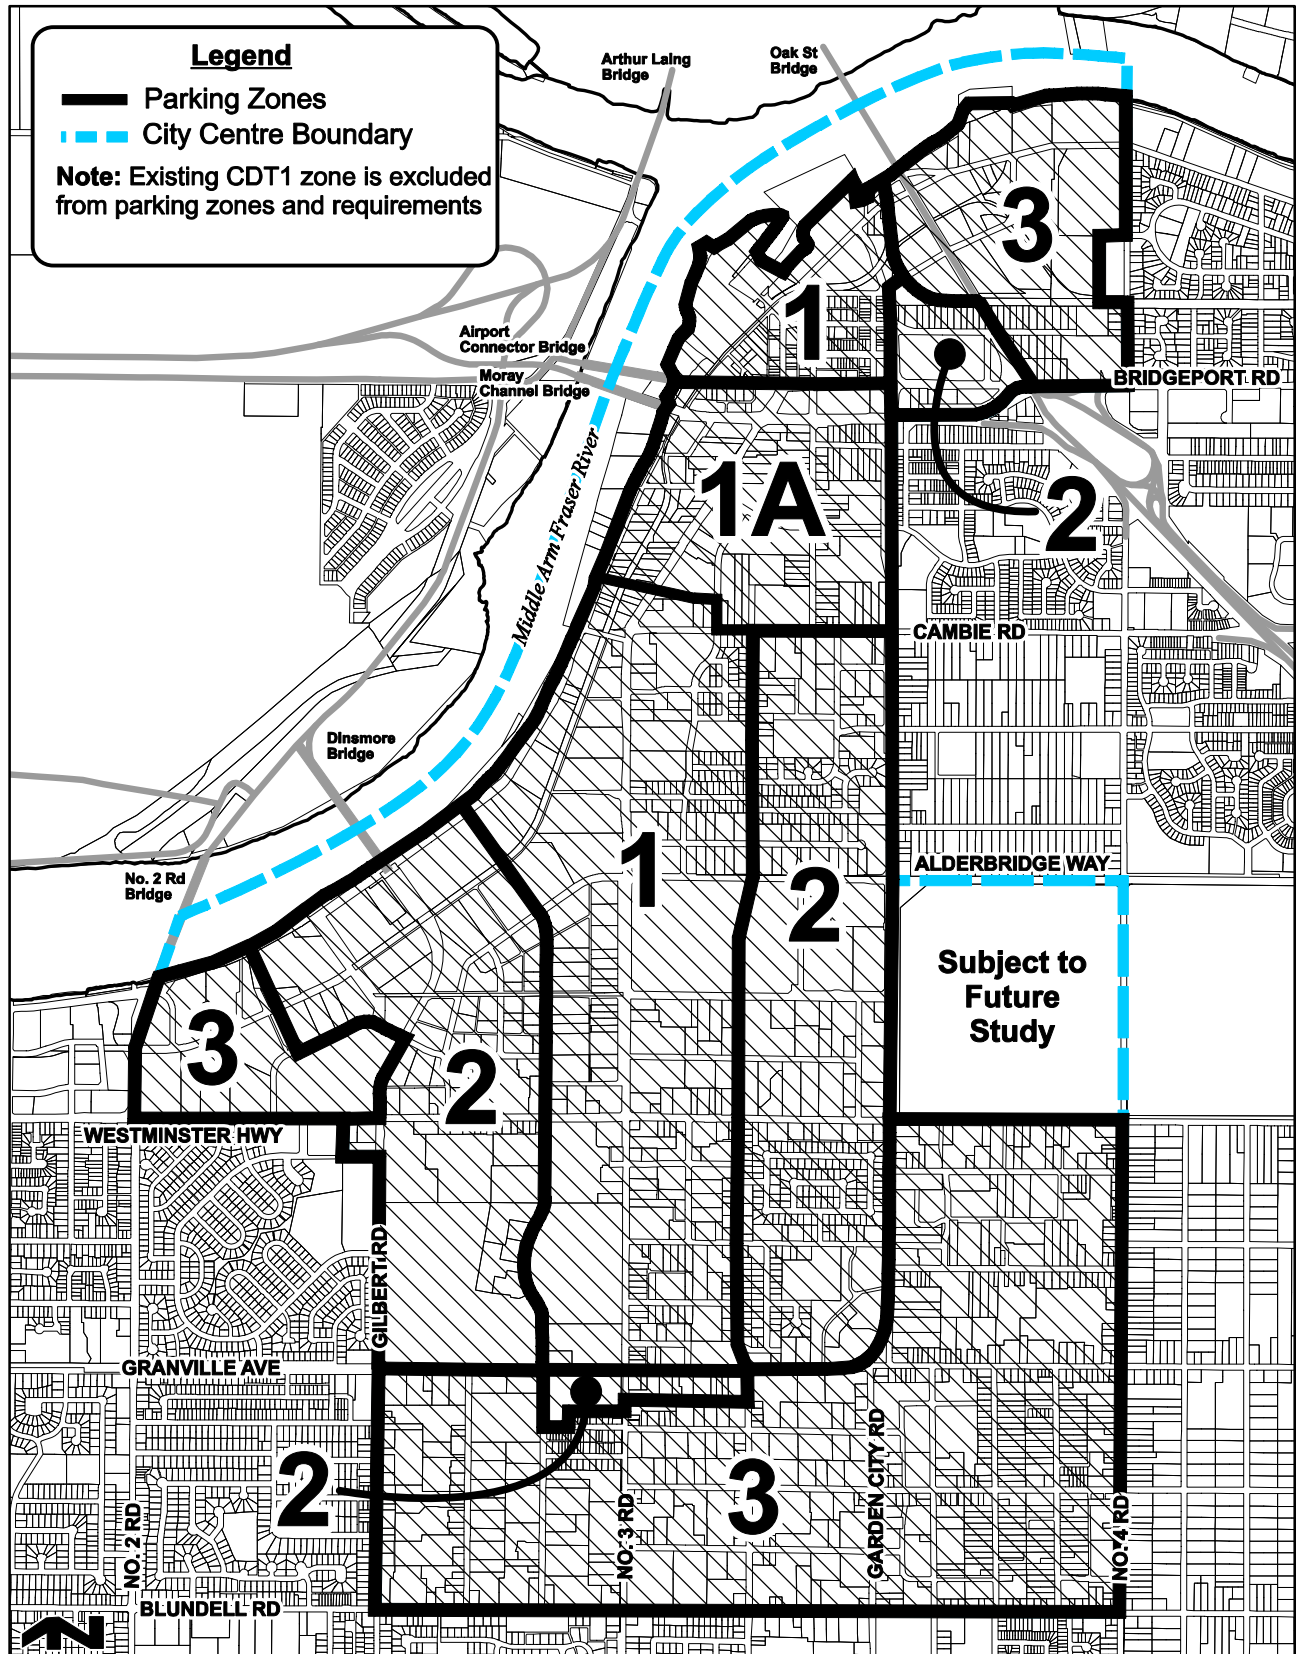 Legend
Parking Zones
City Centre Boundary
Note: Existing CDT1 zone is excluded
from parking zones and requirements
Arthur Laing
Bridge
Oak St
Bridge
3
1
Airport
Connector Bridge
Moray
Channel Bridge
BRIDGEPORT RD
1A
2
Middle Arm Fraser River
CAMBIE RD
Dinsmore
Bridge
1
ALDERBRIDGE WAY
2
No. 2 Rd
Bridge
Subject to
Future
Study
3
2
WESTMINSTER HWY
GILBERT RD
GRANVILLE AVE
2
3
NO. 2 RD
NO. 3 RD
GARDEN CITY RD
NO. 4 RD
BLUNDELL RD
N